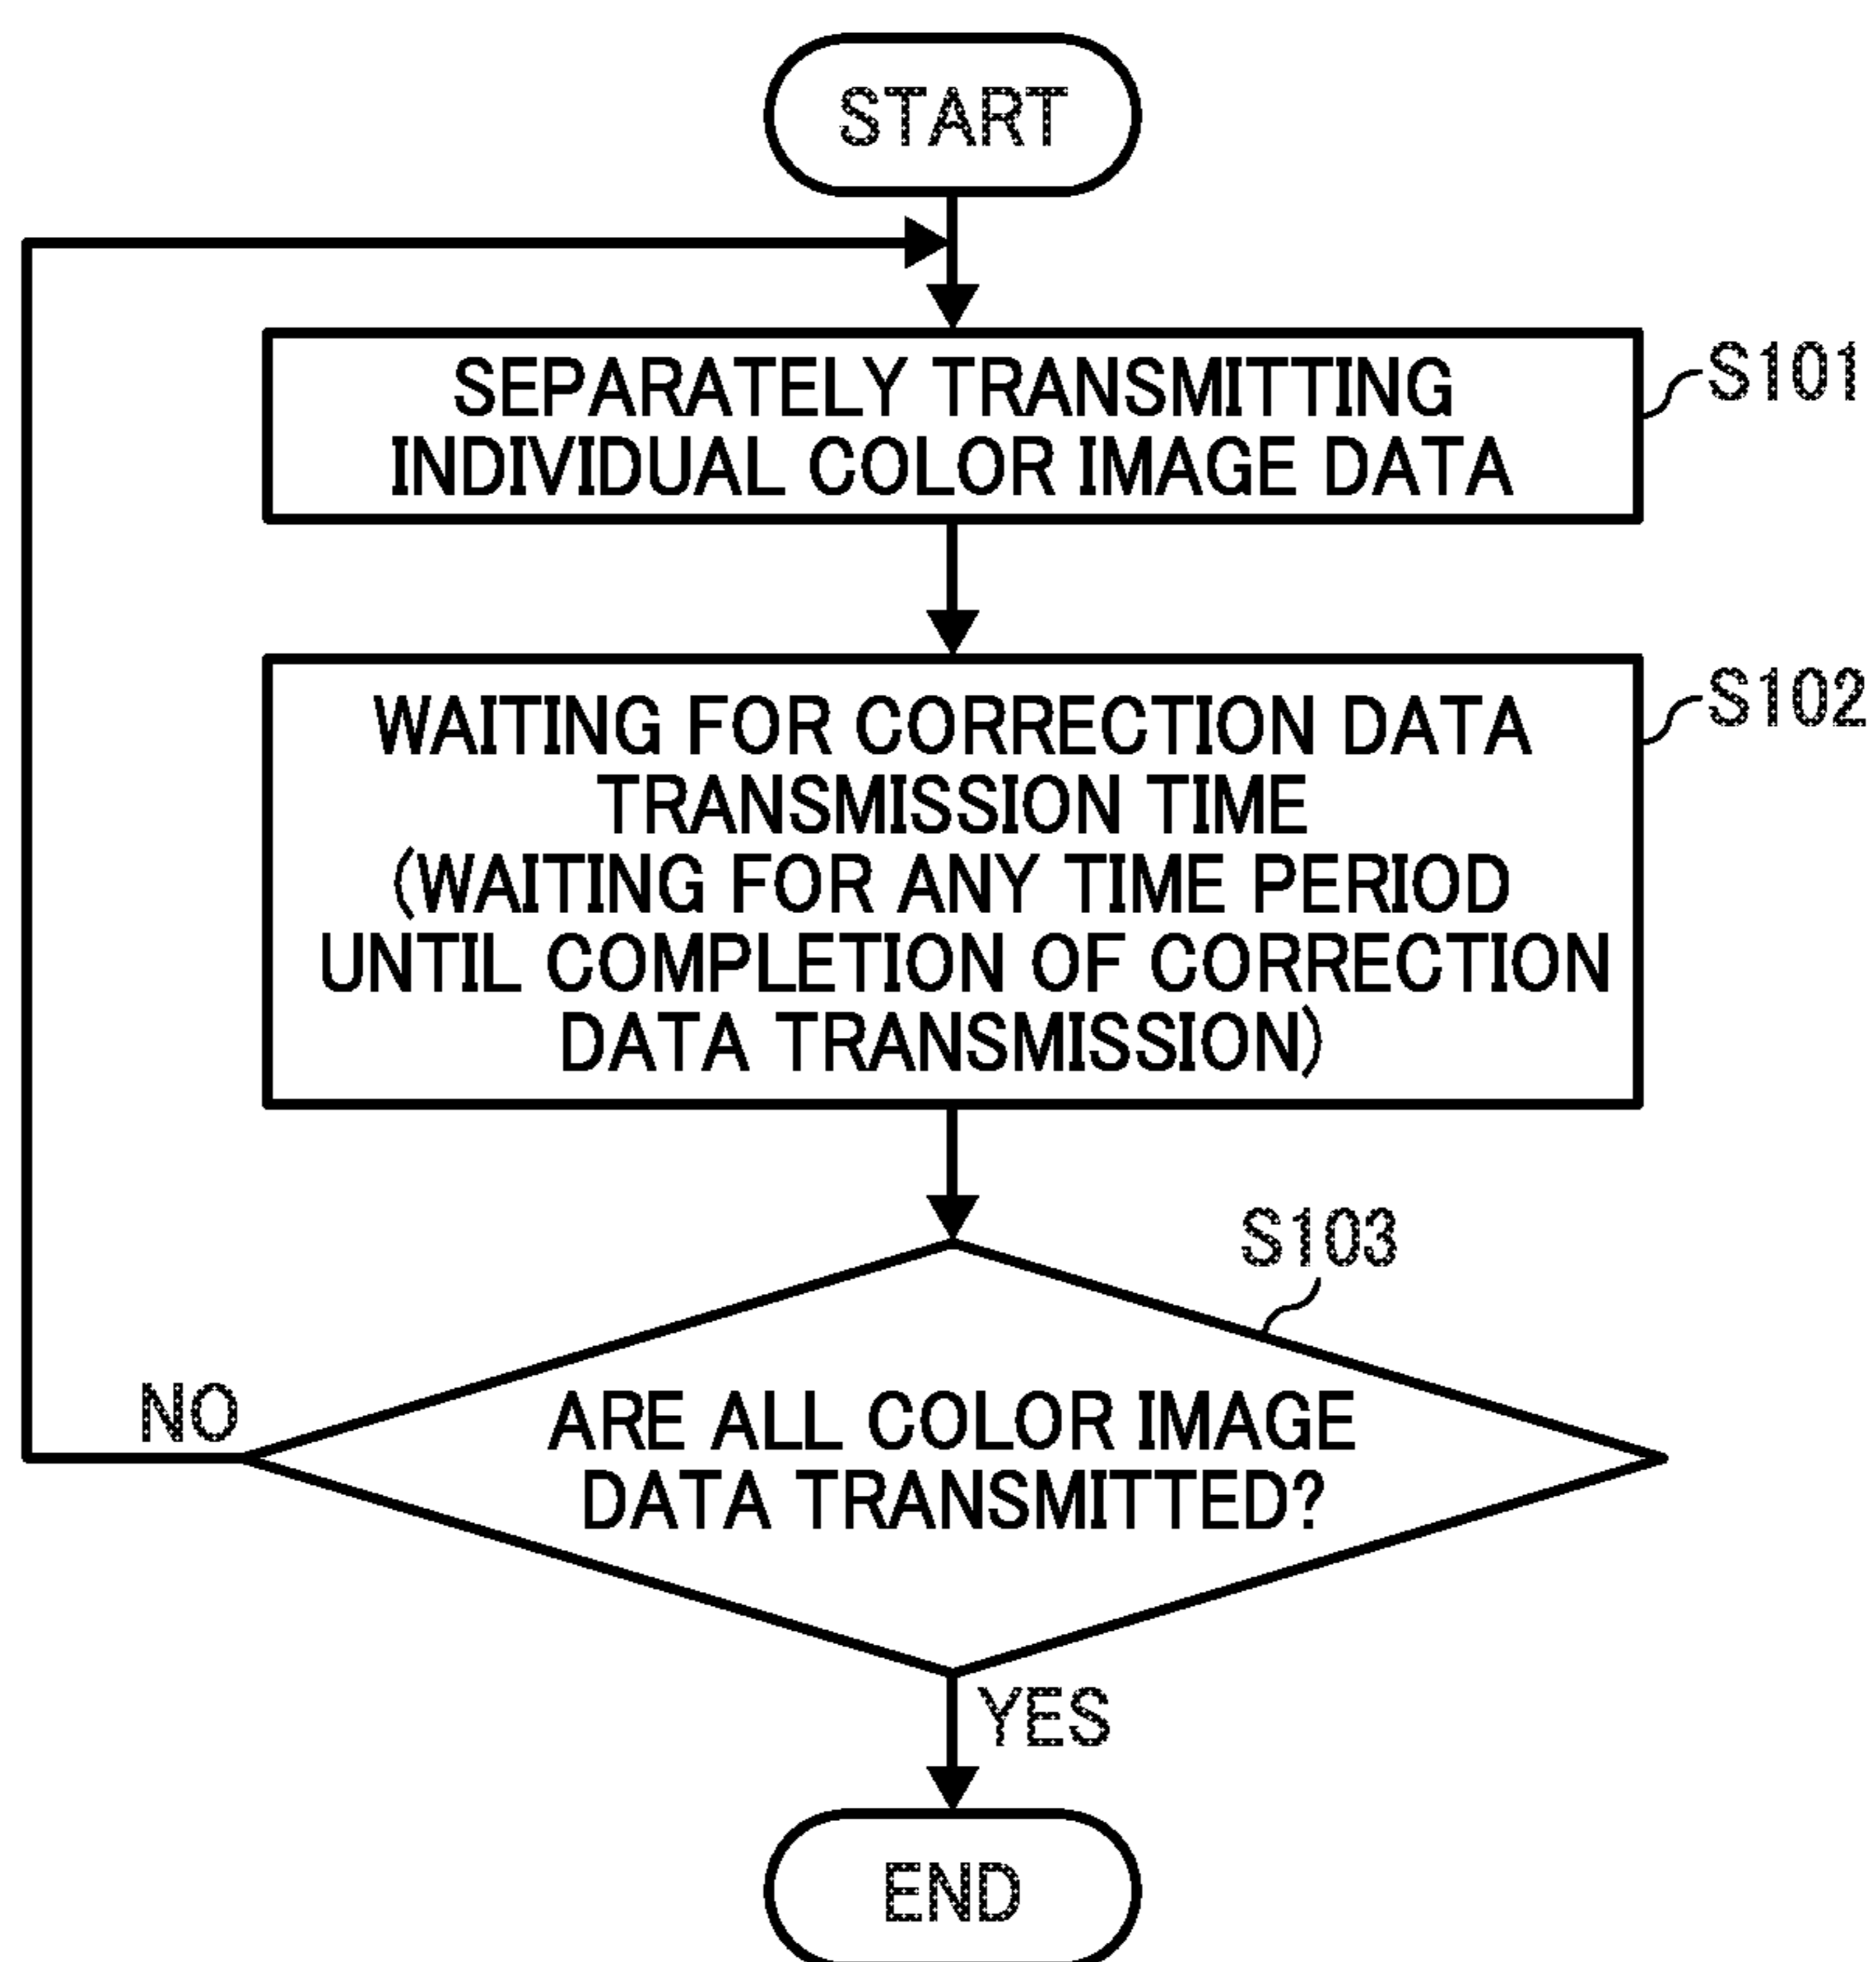 START
SEPARATELY TRANSMITTING
INDIVIDUAL COLOR IMAGE DATA
S101
WAITING FOR CORRECTION DATA
TRANSMISSION TIME
(WAITING FOR ANY TIME PERIOD
UNTIL COMPLETION OF CORRECTION
DATA TRANSMISSION)
S102
S103
ARE ALL COLOR IMAGE
DATA TRANSMITTED?
NO
YES
END